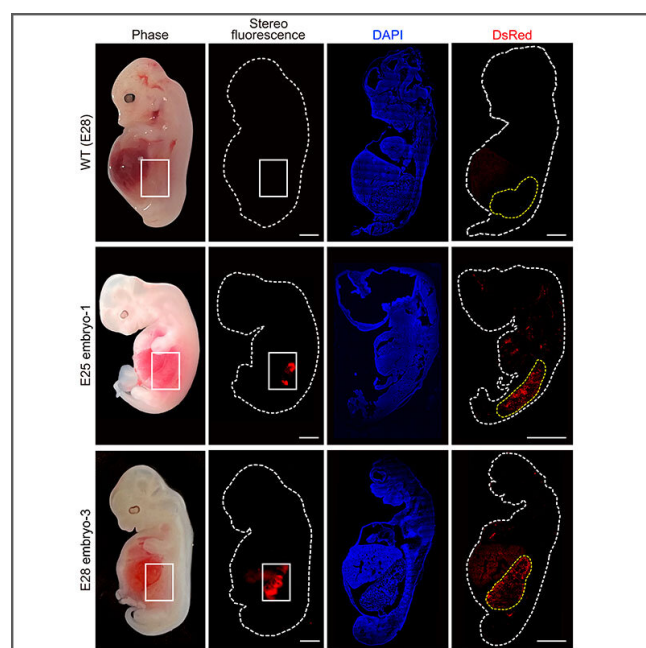 Phase
Stereo
fluorescence
DAPI
DsRed
WT (E28)
E25 embryo-1
E28 embryo-3